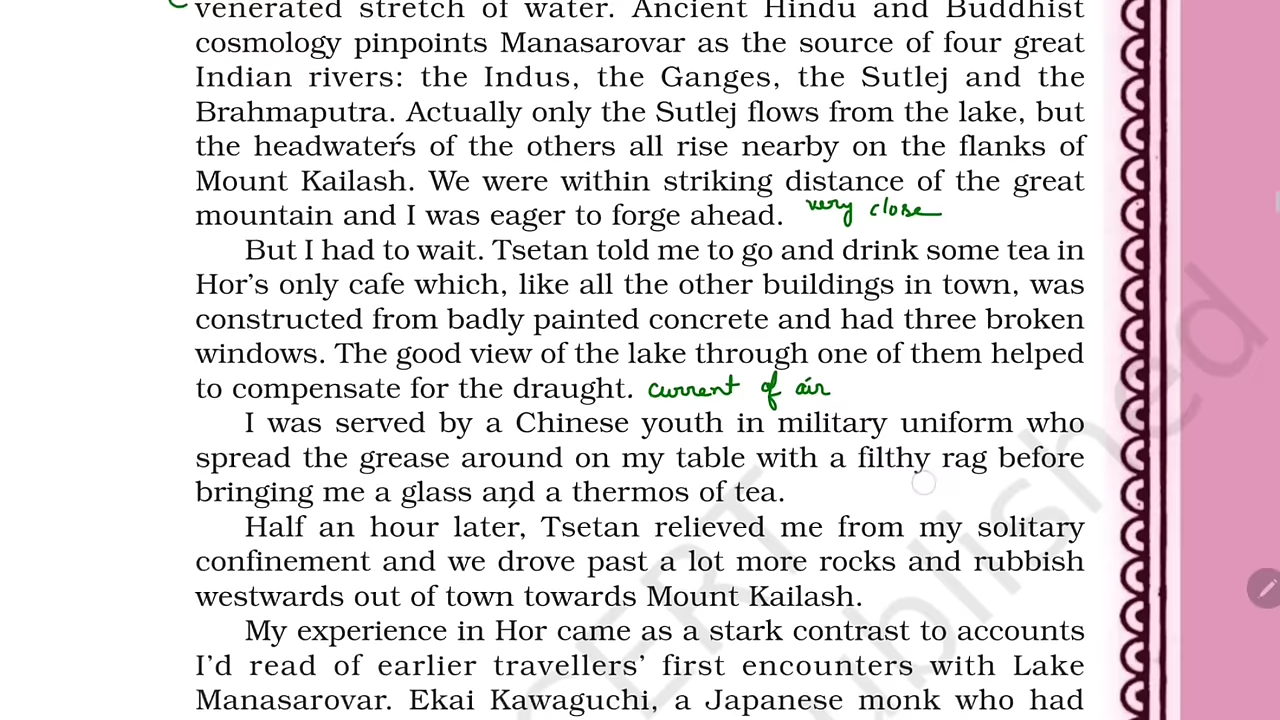 venerated stretch of water. Ancient Hindu and Buddhist
cosmology pinpoints Manasarovar as the source of four great
Indian rivers: the Indus, the Ganges, the Sutlej and the
Brahmaputra. Actually only the Sutlej flows from the lake, but
the headwaters of the others all rise nearby on the flanks of
Mount Kailash. We were within striking distance of the great
mountain and I was eager to forge ahead. very close
But I had to wait. Tsetan told me to go and drink some tea in
Hor's only cafe which, like all the other buildings in town, was
constructed from badly painted concrete and had three broken
windows. The good view of the lake through one of them helped
to compensate for the draught. current of air
I was served by a Chinese youth in military uniform who
spread the grease around on my table with a filthy rag before
bringing me a glass and a thermos of tea.
Half an hour later, Tsetan relieved me from my solitary
confinement and we drove past a lot more rocks and rubbish
westwards out of town towards Mount Kailash.
My experience in Hor came as a stark contrast to accounts
I'd read of earlier travellers' first encounters with Lake
Manasarovar. Ekai Kawaguchi, a Japanese monk who had